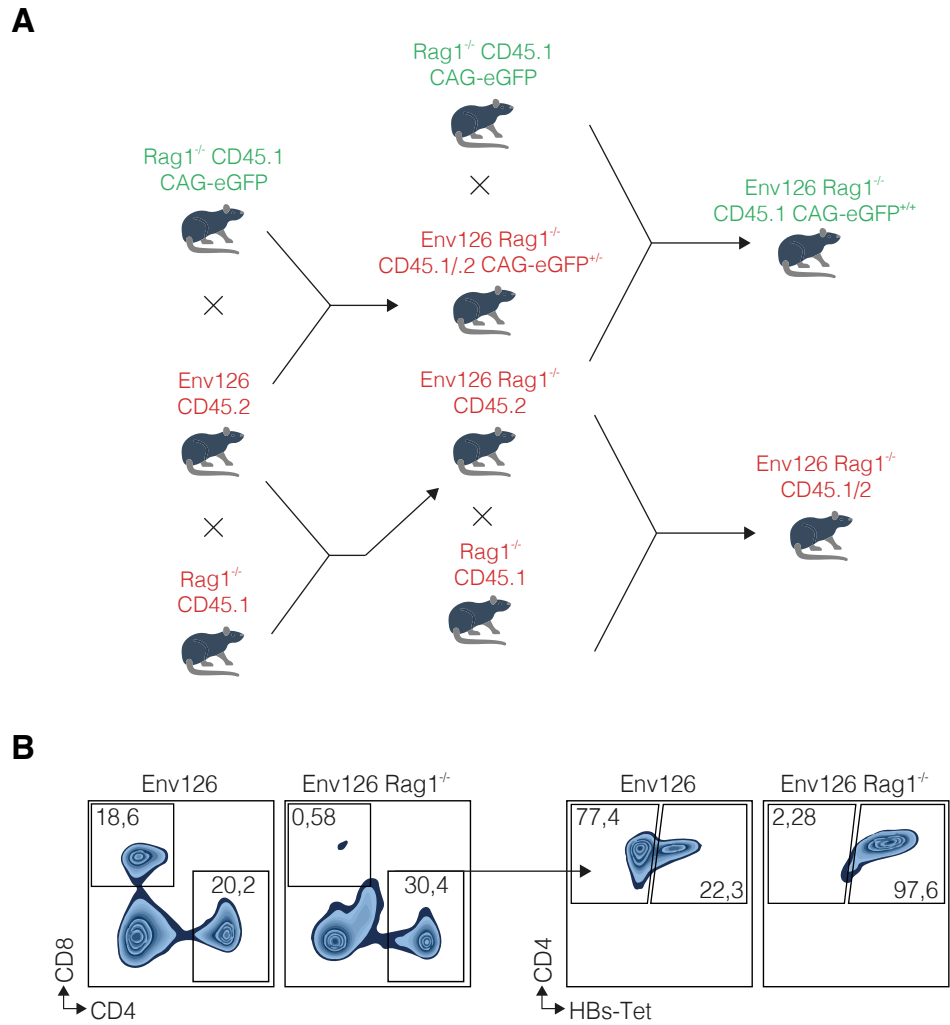 A
Rag1-/- CD45.1
CAG-eGFP
×
Rag1-/- CD45.1
CAG-eGFP
Env126 Rag1-/-
CD45.1/.2 CAG-eGFP+/-
Env126 Rag1-/-
CD45.1 CAG-eGFP+/+
×
Env126
CD45.2
Env126 Rag1-/-
CD45.2
×
×
Rag1-/-
CD45.1
Rag1-/-
CD45.1
Env126 Rag1-/-
CD45.1/2
B
Env126
Env126 Rag1-/-
Env126
Env126 Rag1-/-
18,6
20,2
0,58
30,4
77,4
22,3
2,28
97,6
CD8
CD4
CD4
HBs-Tet